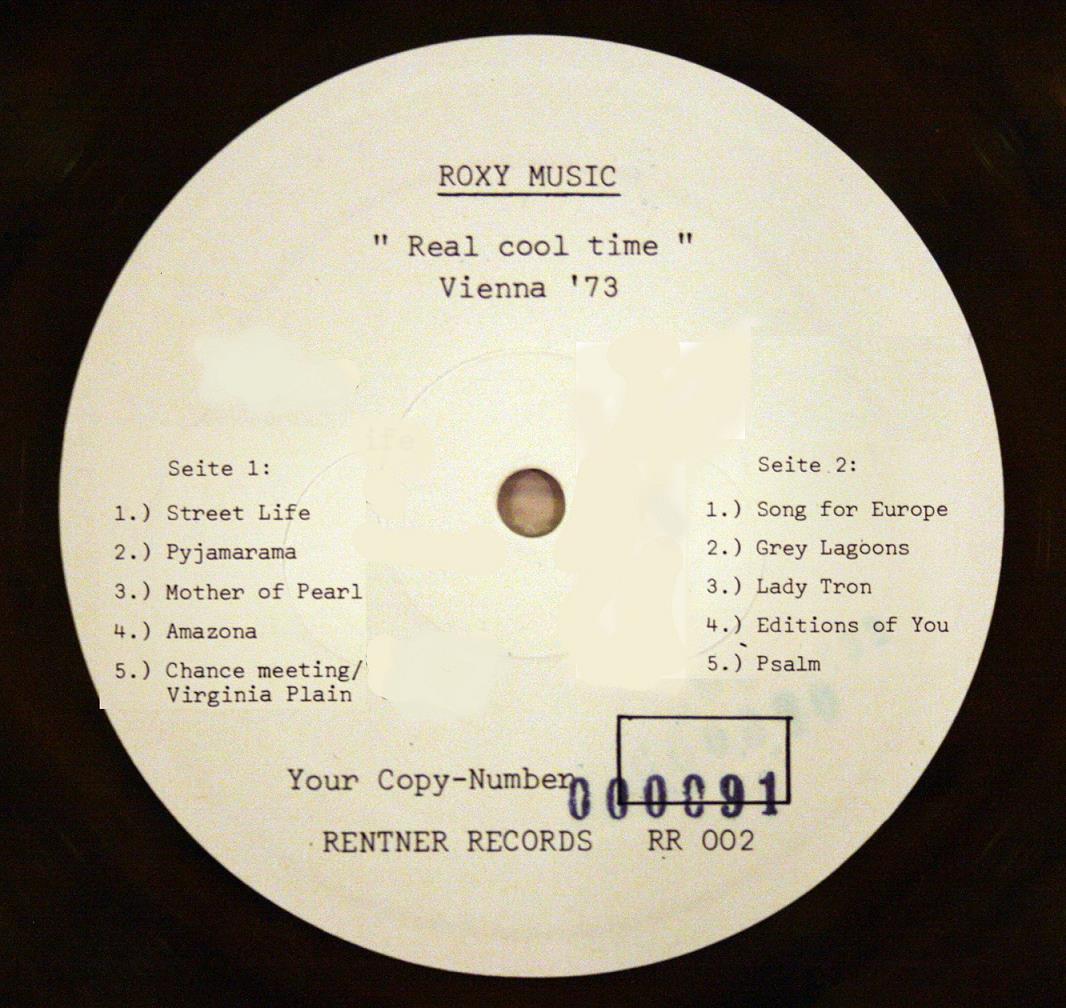 ROXY MUSIC
" Real cool time "
Vienna '73
Seite 1:
1.) Street Life
2.) Pyjamarama
3.) Mother of Pearl
4.) Amazona
5.) Chance meeting/
Virginia Plain
Seite 2:
1.) Song for Europe
2.) Grey Lagoons
3.) Lady Tron
4.) Editions of You
5.) Psalm
Your Copy-Number
000091
RENTNER RECORDS RR 002